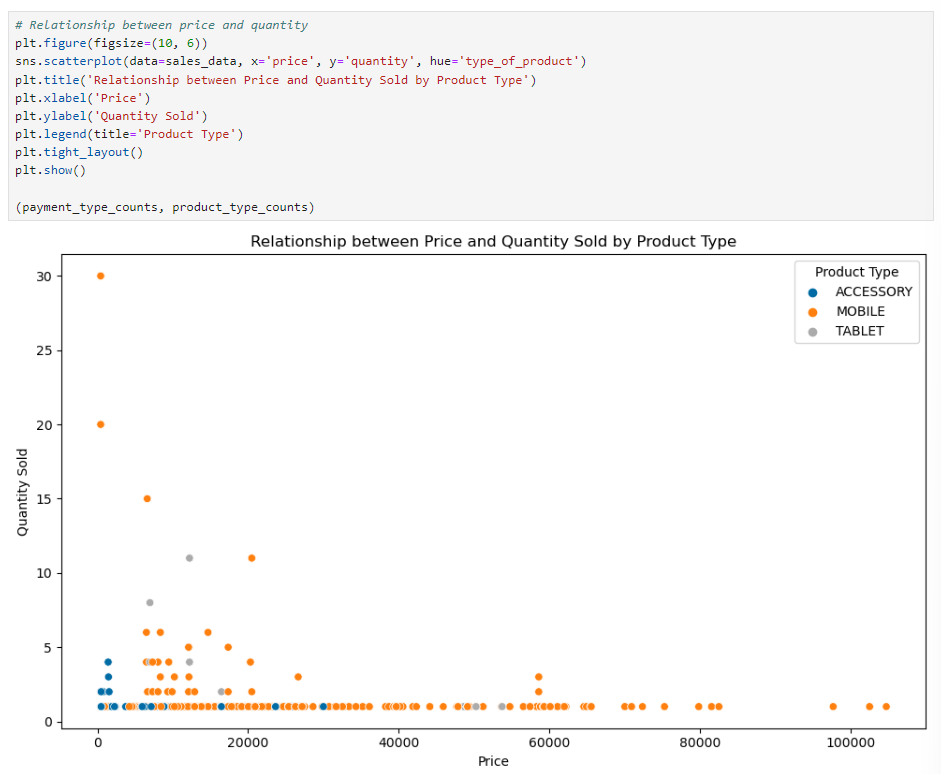 # Relationship between price and quantity
plt.figure(figsize=(10, 6))
sns.scatterplot(data=sales_data, x='price', y='quantity', hue='type_of_product')
plt.title('Relationship between Price and Quantity Sold by Product Type')
plt.xlabel('Price')
plt.ylabel('Quantity Sold')
plt.legend(title='Product Type')
plt.tight_layout()
plt.show()
(payment_type_counts, product_type_counts)
Relationship between Price and Quantity Sold by Product Type
Product Type
ACCESSORY
MOBILE
TABLET
Quantity Sold
30
25
20
15
10
5
0
0
20000
40000
60000
80000
100000
Price